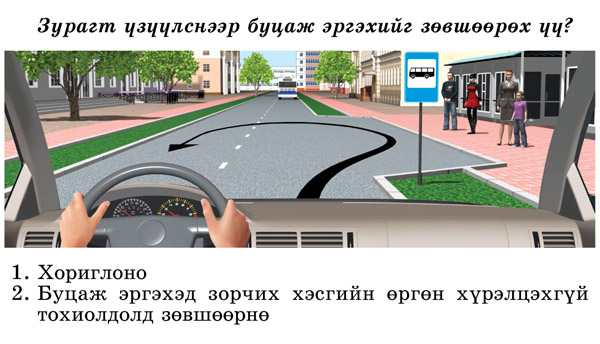 Зурагт үзүүлснээр буцаж эргэхийг зөвшөөрөх үү?
1. Хориглоно
2. Буцаж эргэхэд зорчих хэсгийн өргөн хүрэлцэхгүй
тохиолдолд зөвшөөрнө